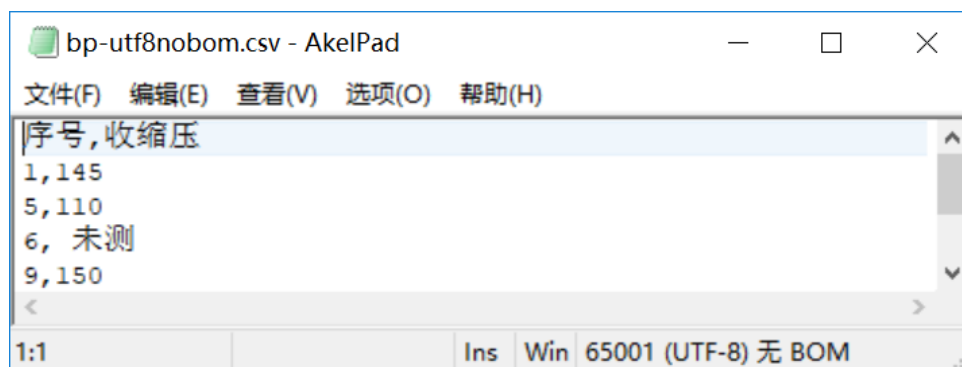 bp-utf8nobom.csv - AkelPad
文件(F) 编辑(E) 查看(V) 选项(O) 帮助(H)
序号,收缩压
1,145
5,110
6, 未测
9,150
1:1 Ins Win 65001 (UTF-8) 无 BOM